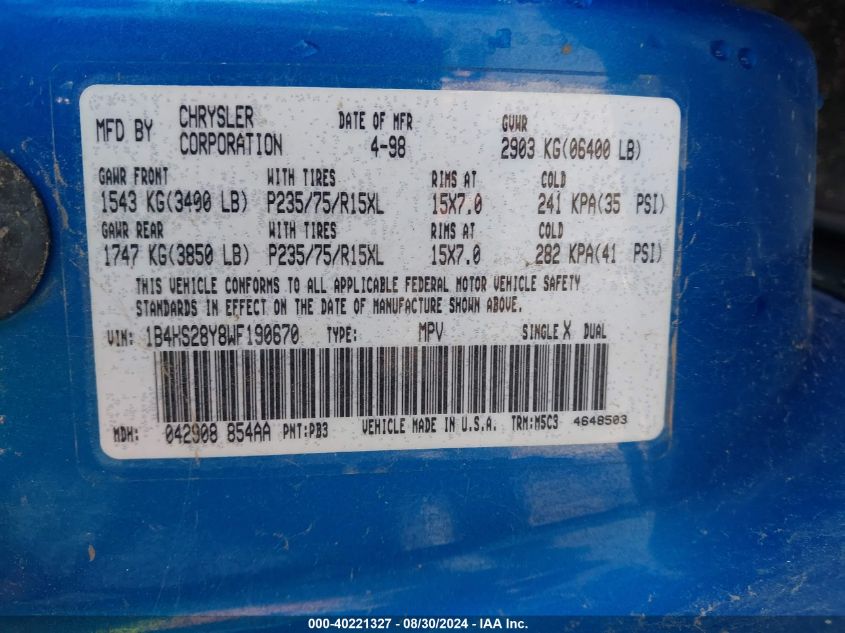 MFD BY CHRYSLER CORPORATION DATE OF MFR 4-98 GVWR 2903 KG(06400 LB)
GAWR FRONT WITH TIRES RIMS AT COLD
1543 KG(3400 LB) P235/75/R15XL 15X7.0 241 KPA(35 PSI)
GAWR REAR WITH TIRES RIMS AT COLD
1747 KG(3850 LB) P235/75/R15XL 15X7.0 282 KPA(41 PSI)
THIS VEHICLE CONFORMS TO ALL APPLICABLE FEDERAL MOTOR VEHICLE SAFETY
STANDARDS IN EFFECT ON THE DATE OF MANUFACTURE SHOWN ABOVE.
VIN: 1B4HS28Y8WF190670 TYPE: MPV SINGLE X DUAL
MDH: 042908 854AA PNT:PB3 VEHICLE MADE IN U.S.A. TRM:M5C3 4648503
000-40221327 - 08/30/2024 - IAA Holdings, LLC.